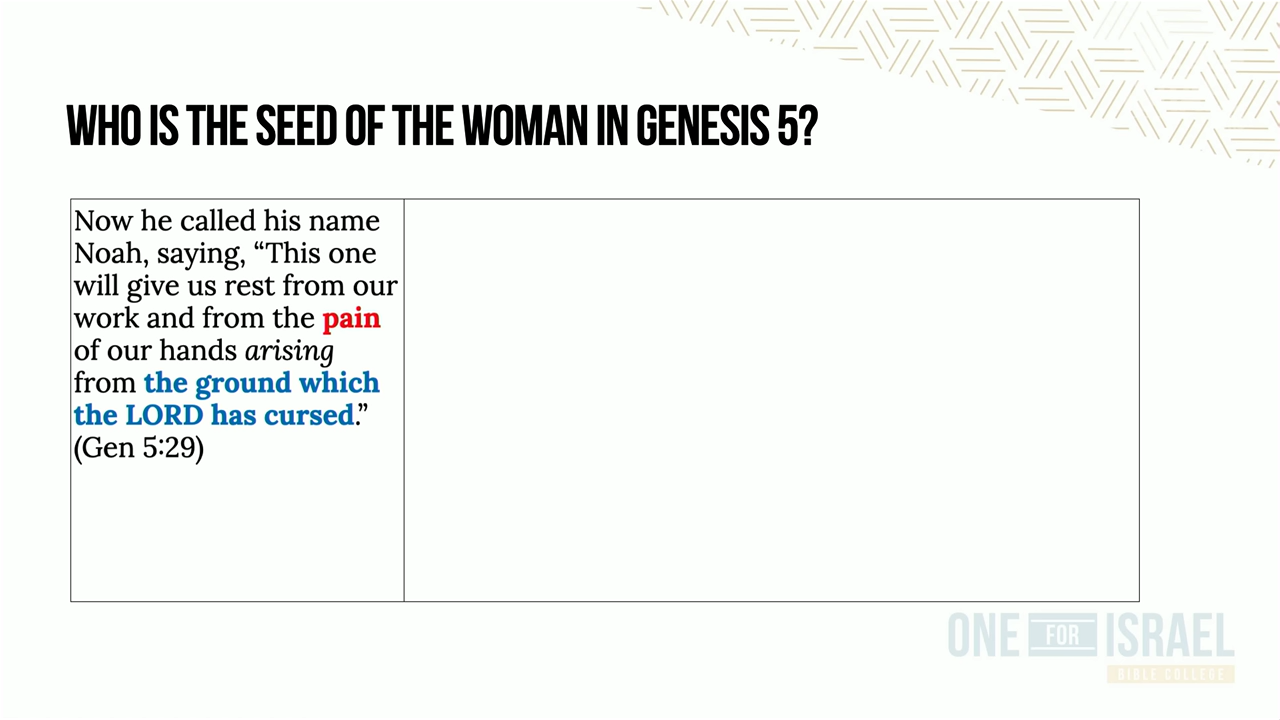 WHO IS THE SEED OF THE WOMAN IN GENESIS 5?
Now he called his name
Noah, saying, “This one
will give us rest from our
work and from the pain
of our hands arising
from the ground which
the LORD has cursed.”
(Gen 5:29)
ONE FOR ISRAEL
BIBLE COLLEGE